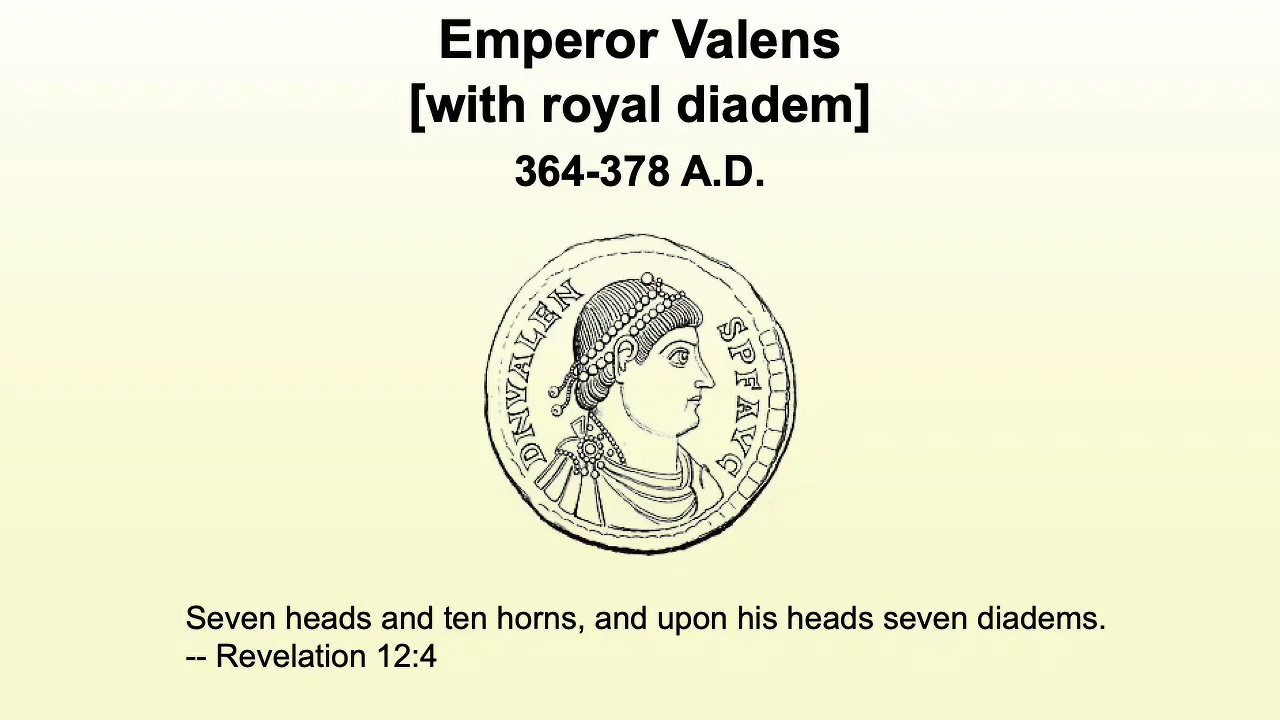 Emperor Valens
[with royal diadem]
364-378 A.D.
DNVALEN
SPFAVG
Seven heads and ten horns, and upon his heads seven diadems.
-- Revelation 12:4